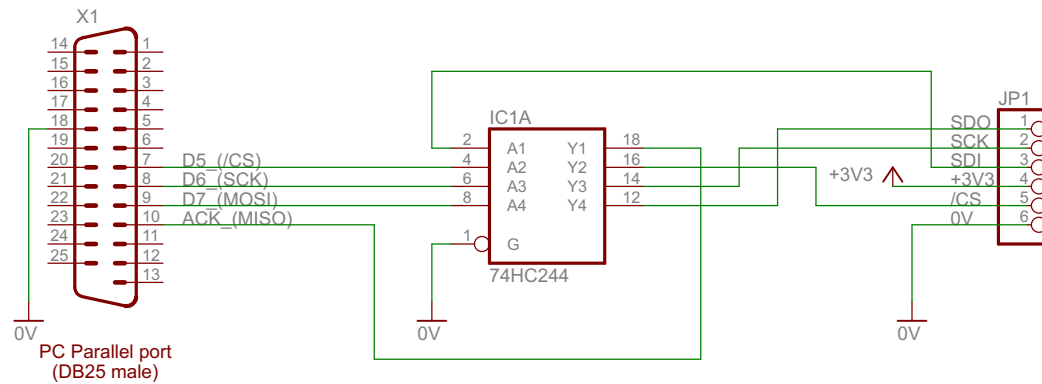 X1
14
1
15
2
16
3
17
4
18
5
19
6
20
7
21
8
22
9
23
10
24
11
25
12
13
D5_(/CS)
D6_(SCK)
D7_(MOSI)
ACK_(MISO)
0V
PC Parallel port
(DB25 male)
IC1A
2 A1 Y1 18
4 A2 Y2 16
6 A3 Y3 14
8 A4 Y4 12
1 G
74HC244
0V
+3V3
JP1
SDO 1
SCK 2
SDI 3
+3V3 4
/CS 5
0V 6
0V